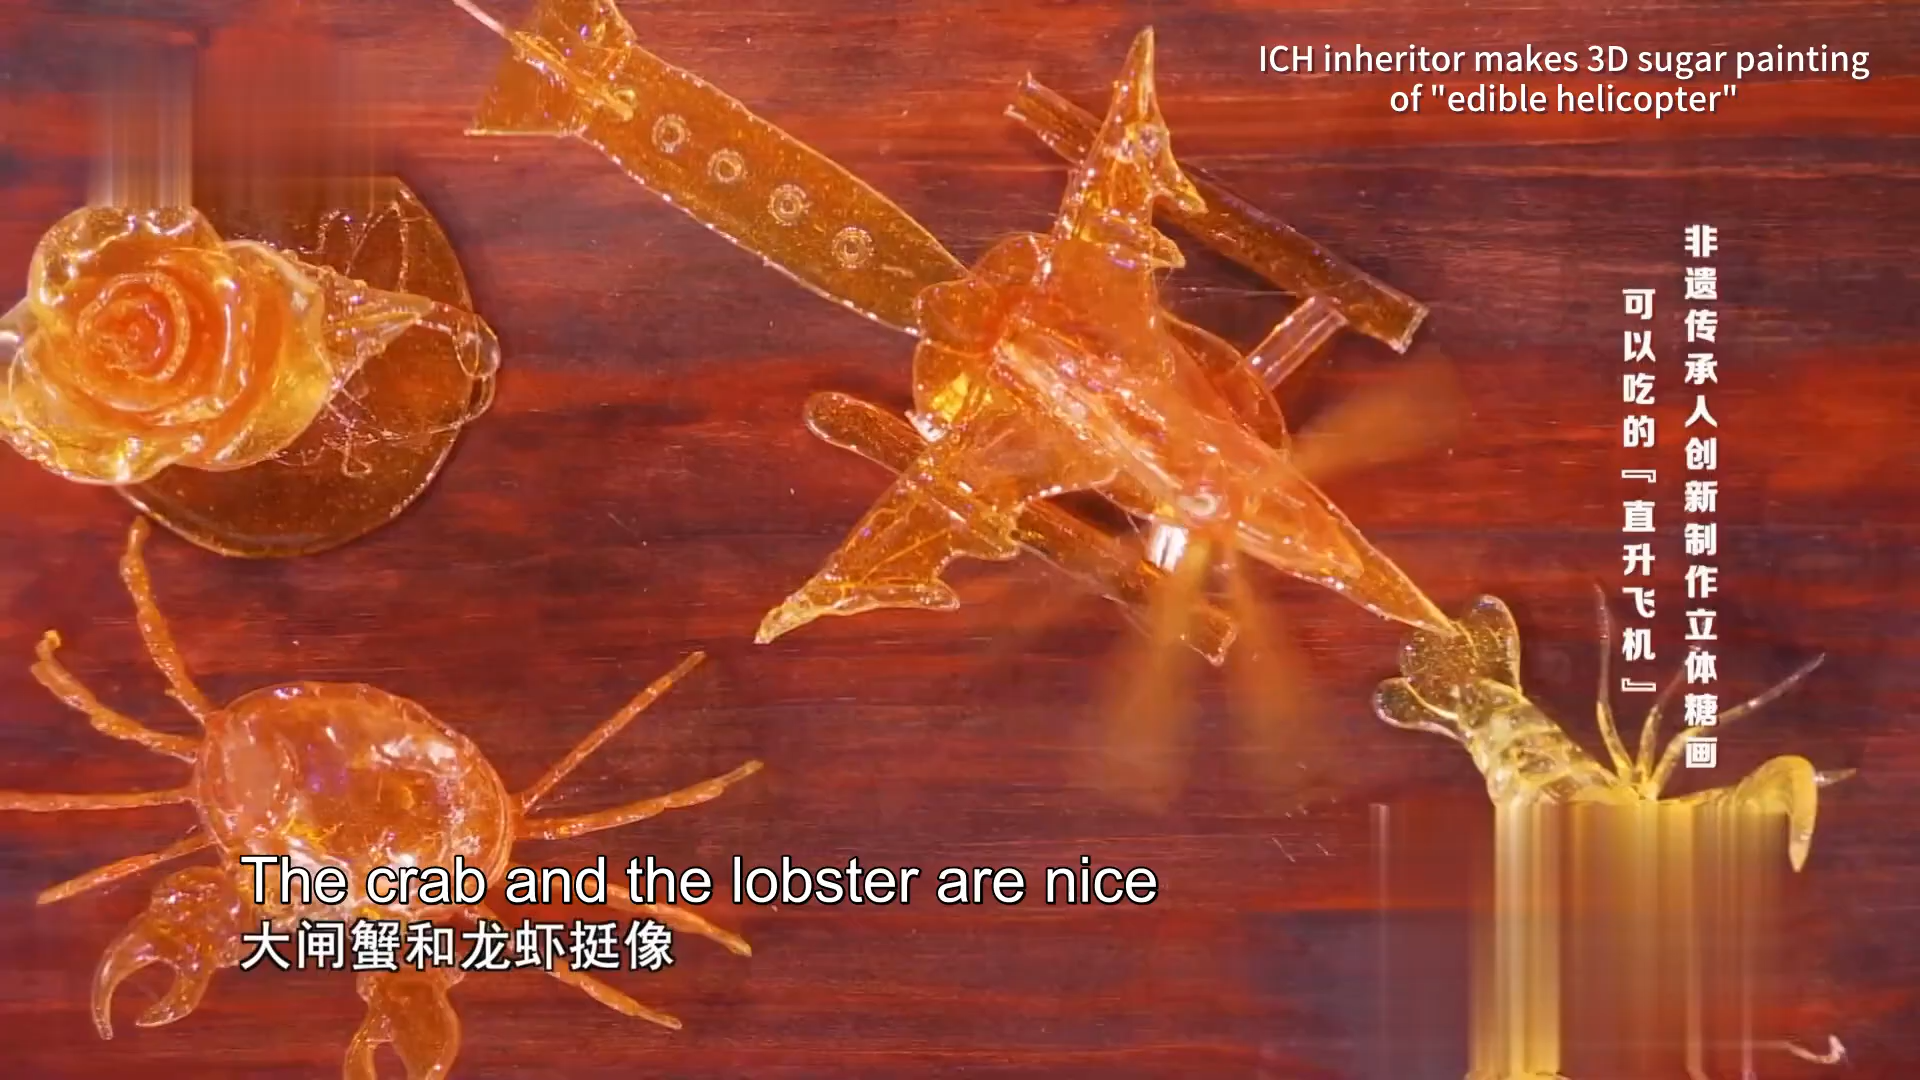 ICH inheritor makes 3D sugar painting
of "edible helicopter"
非遗传承人创新制作立体糖画
可以吃的『直升飞机』
The crab and the lobster are nice
大闸蟹和龙虾挺像